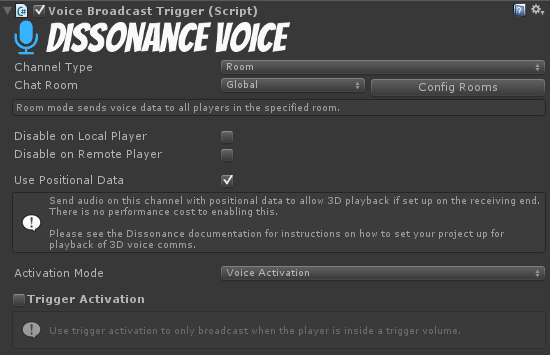 C# Voice Broadcast Trigger (Script)
DISSONANCE VOICE
Channel Type Room
Chat Room Global Config Rooms
Room mode sends voice data to all players in the specified room.
Disable on Local Player
Disable on Remote Player
Use Positional Data
Send audio on this channel with positional data to allow 3D playback if set up on the receiving end.
There is no performance cost to enabling this.
Please see the Dissonance documentation for instructions on how to set your project up for
playback of 3D voice comms.
Activation Mode Voice Activation
Trigger Activation
Use trigger activation to only broadcast when the player is inside a trigger volume.